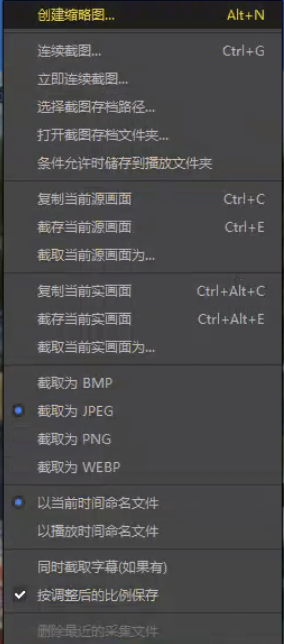 创建缩略图... Alt+N
连续截图... Ctrl+G
立即连续截图...
选择截图存档路径...
打开截图存档文件夹...
条件允许时储存到播放文件夹
复制当前源画面 Ctrl+C
截存当前源画面 Ctrl+E
截取当前源画面为...
复制当前实画面 Ctrl+Alt+C
截存当前实画面 Ctrl+Alt+E
截取当前实画面为...
截取为 BMP
截取为 JPEG
截取为 PNG
截取为 WEBP
以当前时间命名文件
以播放时间命名文件
同时截取字幕(如果有)
按调整后的比例保存
删除最近的采集文件